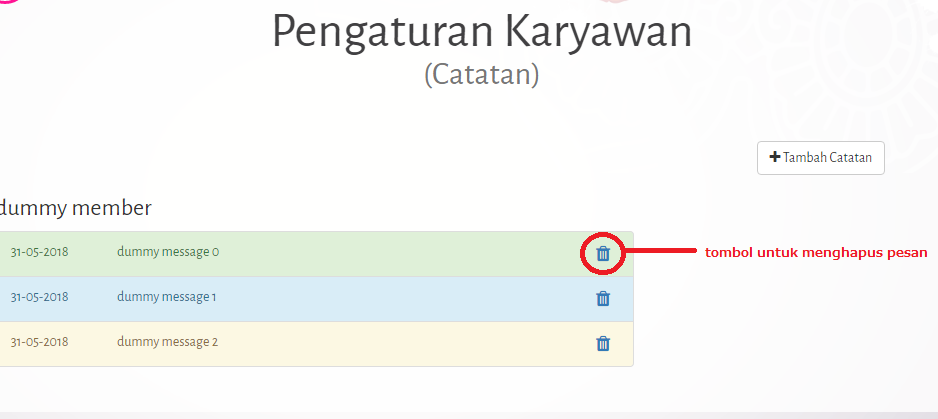 Pengaturan Karyawan
(Catatan)
Tambah Catatan
dummy member
31-05-2018 dummy message 0
tombol untuk menghapus pesan
31-05-2018 dummy message 1
31-05-2018 dummy message 2